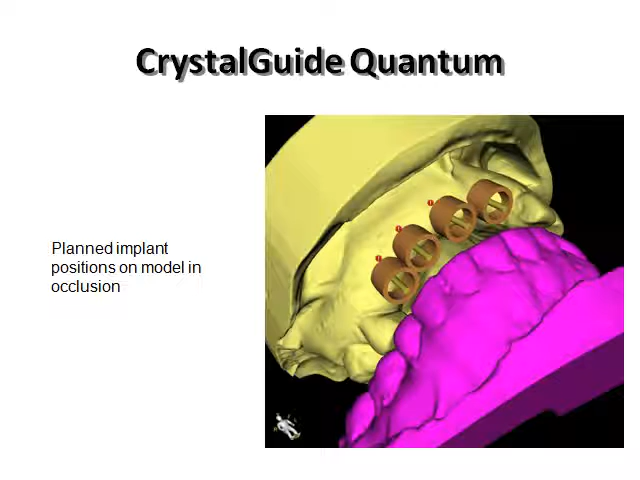 CrystalGuide Quantum
Planned implant
positions on model in
occlusion